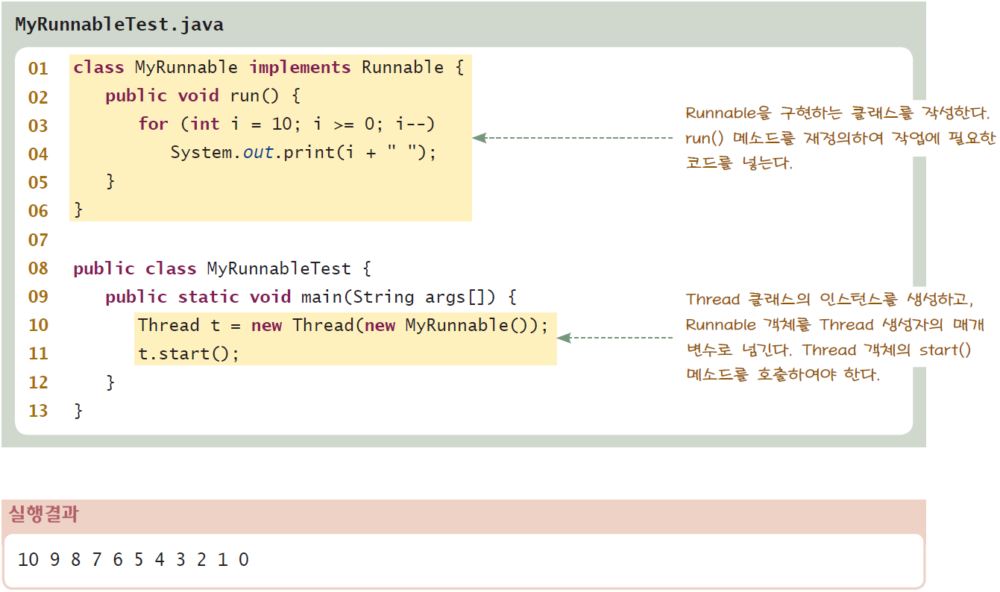 MyRunnableTest.java
01 class MyRunnable implements Runnable {
02 public void run() {
03 for (int i = 10; i >= 0; i--)
04 System.out.print(i + " ");
05 }
06 }
07
08 public class MyRunnableTest {
09 public static void main(String args[]) {
10 Thread t = new Thread(new MyRunnable());
11 t.start();
12 }
13 }
Runnable을 구현하는 클래스를 작성한다.
run() 메소드를 재정의하여 작업에 필요한
코드를 넣는다.
Thread 클래스의 인스턴스를 생성하고,
Runnable 객체를 Thread 생성자의 매개
변수로 넘긴다. Thread 객체의 start()
메소드를 호출하여야 한다.
실행결과
10 9 8 7 6 5 4 3 2 1 0